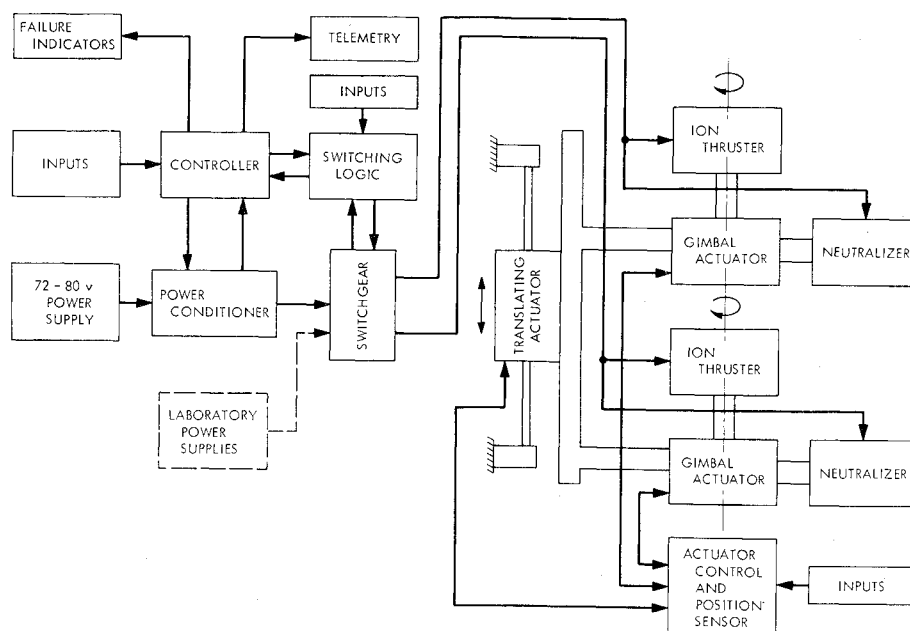 FAILURE
INDICATORS
TELEMETRY
INPUTS
INPUTS
CONTROLLER
SWITCHING
LOGIC
72 - 80 v
POWER
SUPPLY
POWER
CONDITIONER
SWITCHGEAR
LABORATORY
POWER
SUPPLIES
TRANSLATING
ACTUATOR
ION
THRUSTER
GIMBAL
ACTUATOR
NEUTRALIZER
ION
THRUSTER
GIMBAL
ACTUATOR
NEUTRALIZER
ACTUATOR
CONTROL
AND
POSITION
SENSOR
INPUTS